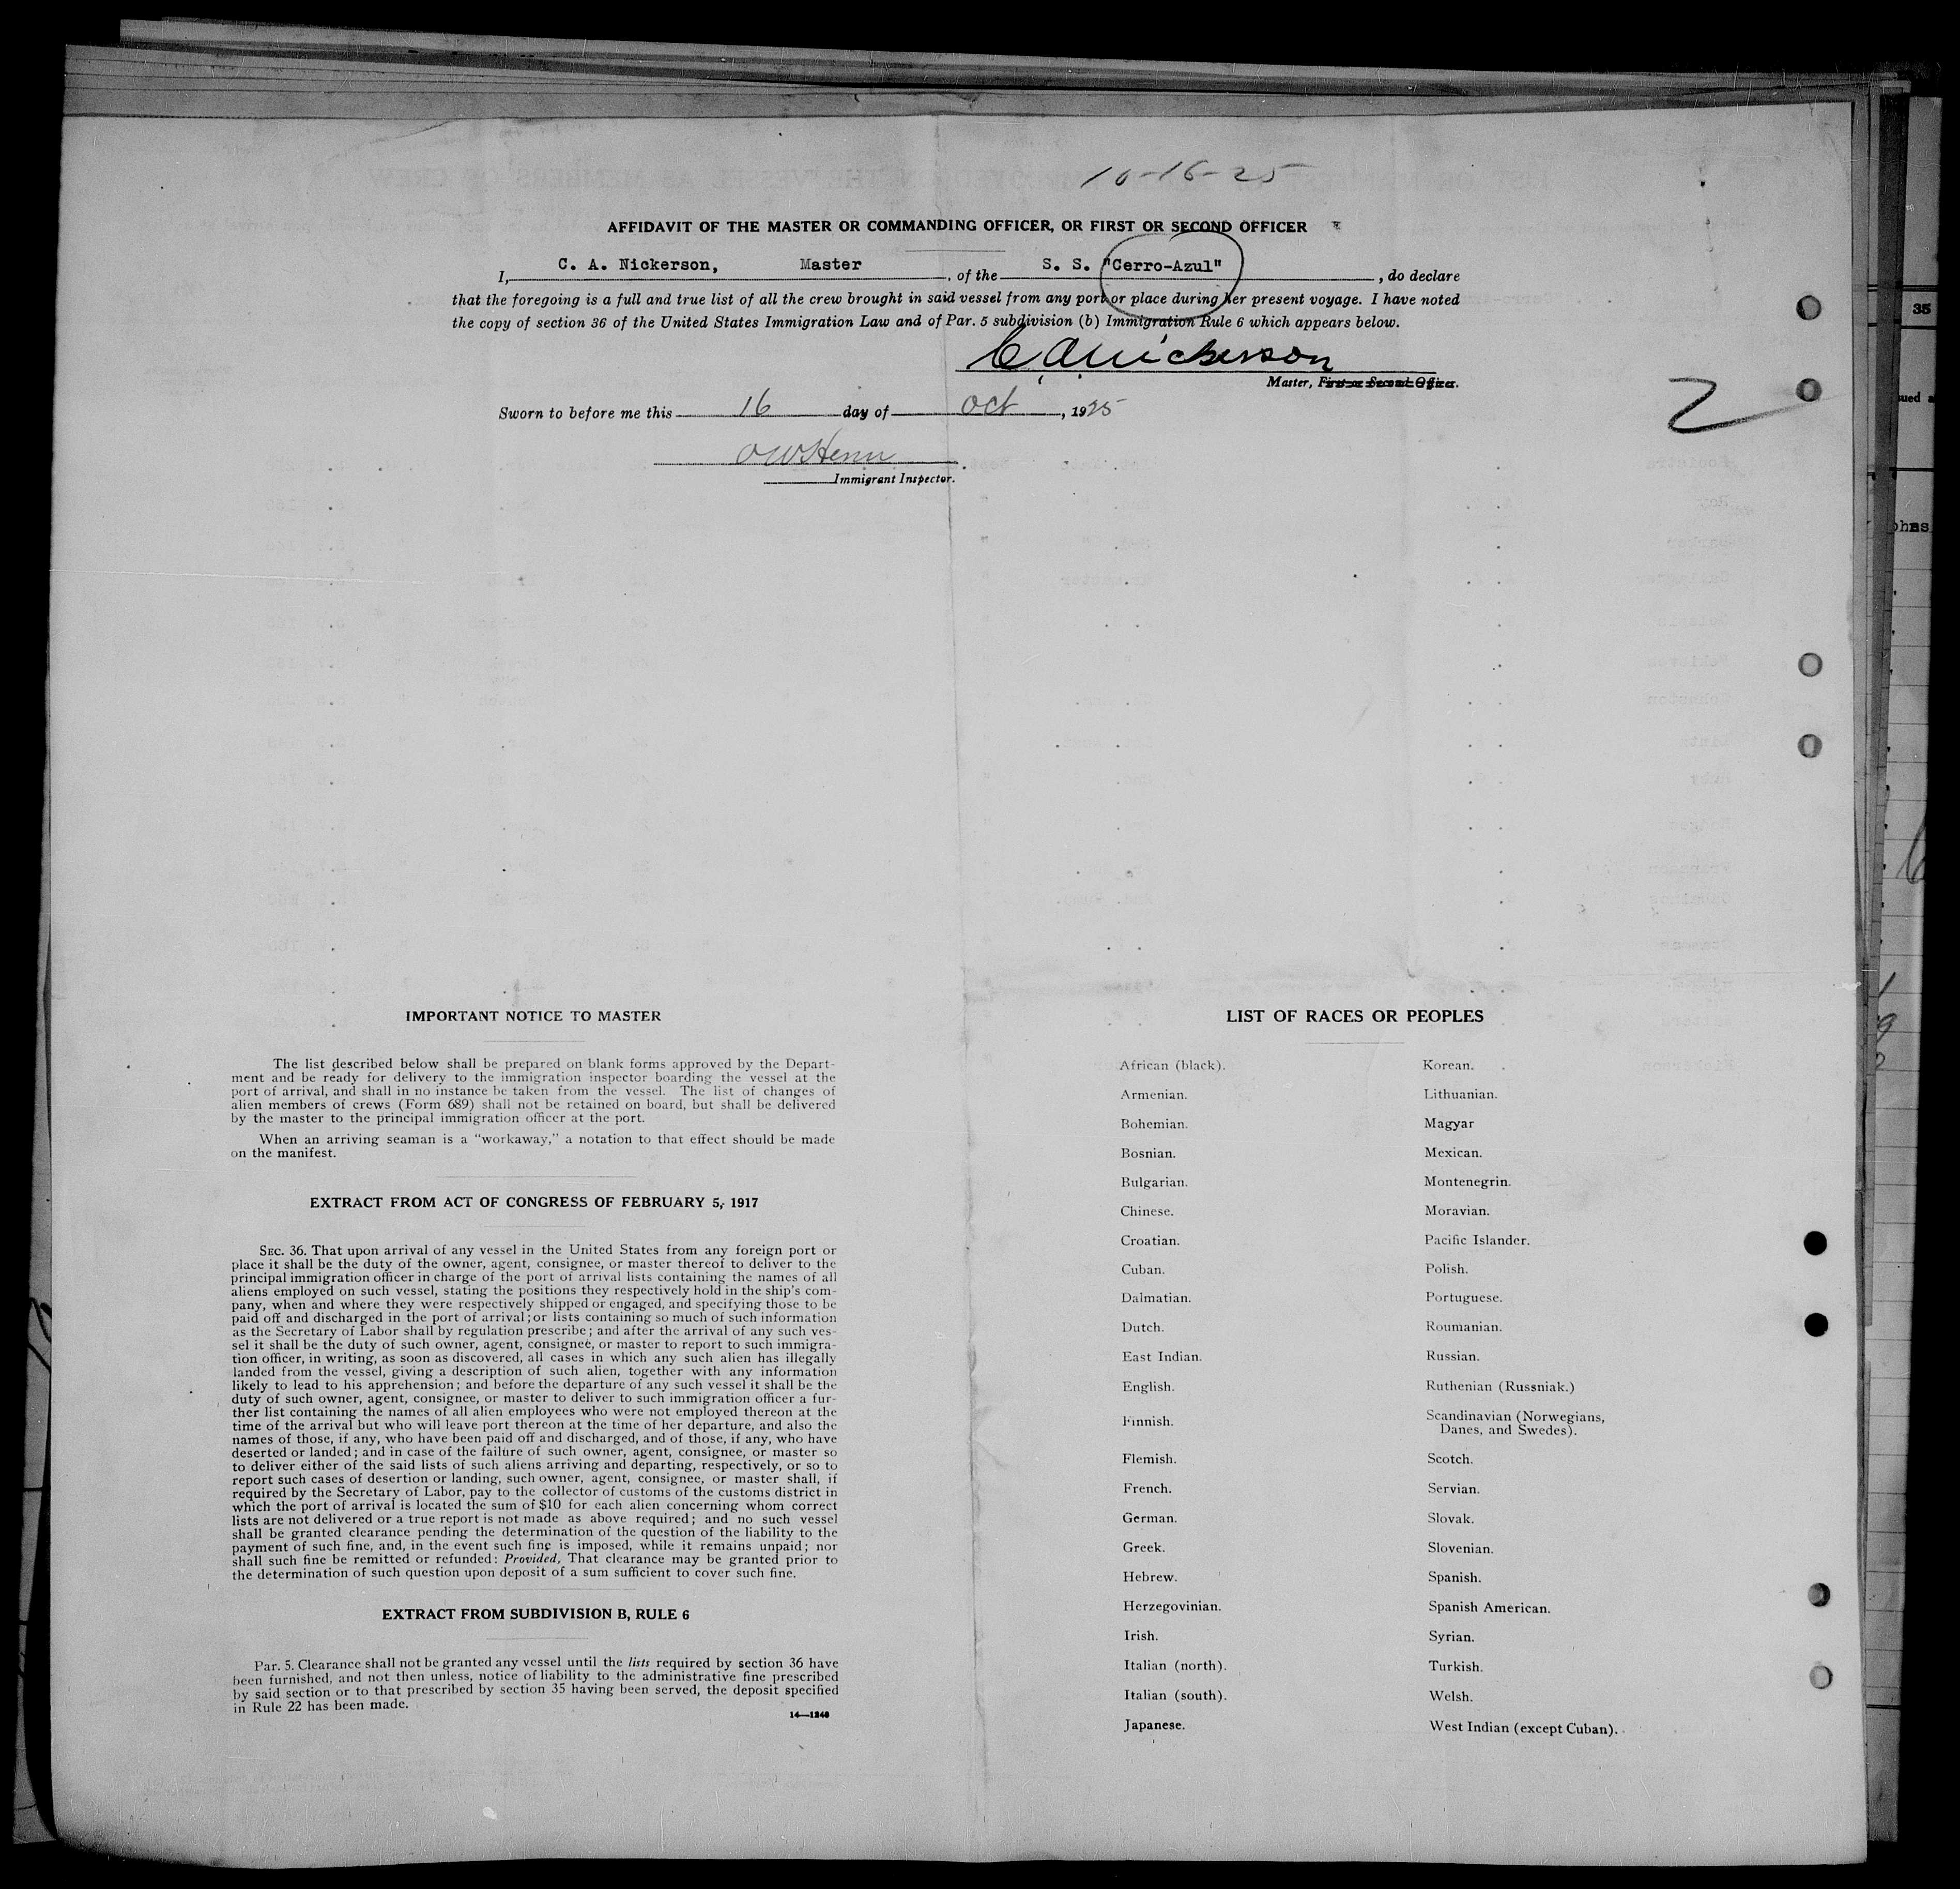 10-16-25
AFFIDAVIT OF THE MASTER OR COMMANDING OFFICER, OR FIRST OR SECOND OFFICER
I, C. A. Nickerson, Master, of the S. S. "Cerro-Azul", do declare
that the foregoing is a full and true list of all the crew brought in said vessel from any port or place during her present voyage. I have noted
the copy of section 36 of the United States Immigration Law and of Par. 5 subdivision (b) Immigration Rule 6 which appears below.
C A Nickerson
Master, First or Second Officer.
2
Sworn to before me this 16 day of Oct, 1925
Immigrant Inspector.
IMPORTANT NOTICE TO MASTER
The list described below shall be prepared on blank forms approved by the Depart-
ment and be ready for delivery to the immigration inspector boarding the vessel at the
port of arrival, and shall in no instance be taken from the vessel. The list of changes of
alien members of crews (Form 689) shall not be retained on board, but shall be delivered
by the master to the principal immigration officer at the port.
When an arriving seaman is a "workaway," a notation to that effect should be made
on the manifest.
EXTRACT FROM ACT OF CONGRESS OF FEBRUARY 5, 1917
SEC. 36. That upon arrival of any vessel in the United States from any foreign port or
place it shall be the duty of the owner, agent, consignee, or master thereof to deliver to the
principal immigration officer in charge of the port of arrival lists containing the names of all
aliens employed on such vessel, stating the positions they respectively hold in the ship's com-
pany, when and where they were respectively shipped or engaged, and specifying those to be
paid off and discharged in the port of arrival; or lists containing so much of such information
as the Secretary of Labor shall by regulation prescribe; and after the arrival of any such ves-
sel it shall be the duty of such owner, agent, consignee, or master to report to such immigra-
tion officer, in writing, as soon as discovered, all cases in which any such alien has illegally
landed from the vessel, giving a description of such alien, together with any information
likely to lead to his apprehension; and before the departure of any such vessel it shall be the
duty of such owner, agent, consignee, or master to deliver to such immigration officer a fur-
ther list containing the names of all alien employees who were not employed thereon at the
time of the arrival but who will leave port thereon at the time of her departure, and also the
names of those, if any, who have been paid off and discharged, and of those, if any, who have
deserted or landed; and in case of the failure of such owner, agent, consignee, or master so
to deliver either of the said lists of such aliens arriving and departing, respectively, or so to
report such cases of desertion or landing, such owner, agent, consignee, or master shall, if
required by the Secretary of Labor, pay to the collector of customs of the customs district in
which the port of arrival is located the sum of $10 for each alien concerning whom correct
lists are not delivered or a true report is not made as above required; and no such vessel
shall be granted clearance pending the determination of the question of the liability to the
payment of such fine, and, in the event such fine is imposed, while it remains unpaid; nor
shall such fine be remitted or refunded: Provided, That clearance may be granted prior to
the determination of such question upon deposit of a sum sufficient to cover such fine.
EXTRACT FROM SUBDIVISION B, RULE 6
Par. 5. Clearance shall not be granted any vessel until the lists required by section 36 have
been furnished, and not then unless, notice of liability to the administrative fine prescribed
by said section or to that prescribed by section 35 having been served, the deposit specified
in Rule 22 has been made.
14—1240
LIST OF RACES OR PEOPLES
African (black).
Armenian.
Bohemian.
Bosnian.
Bulgarian.
Chinese.
Croatian.
Cuban.
Dalmatian.
Dutch.
East Indian.
English.
Finnish.
Flemish.
French.
German.
Greek.
Hebrew.
Herzegovinian.
Irish.
Italian (north).
Italian (south).
Japanese.
Korean.
Lithuanian.
Magyar
Mexican.
Montenegrin.
Moravian.
Pacific Islander.
Polish.
Portuguese.
Roumanian.
Russian.
Ruthenian (Russniak.)
Scandinavian (Norwegians,
Danes, and Swedes).
Scotch.
Servian.
Slovak.
Slovenian.
Spanish.
Spanish American.
Syrian.
Turkish.
Welsh.
West Indian (except Cuban).
35